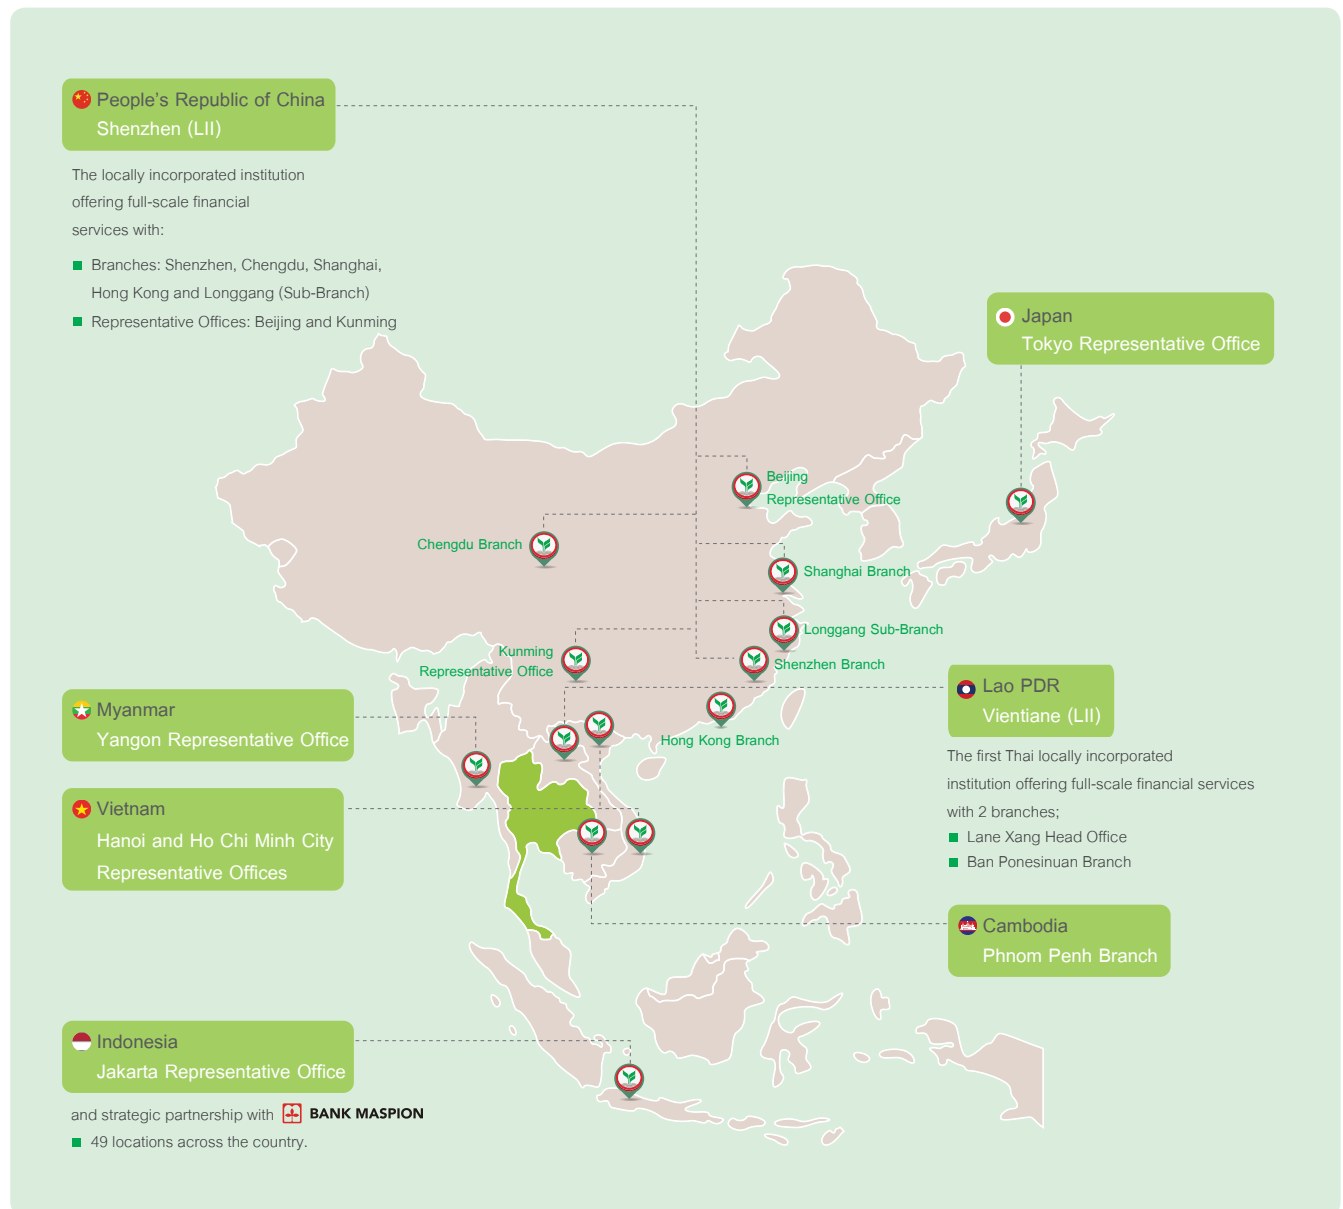 People's Republic of China
Shenzhen (LII)
The locally incorporated institution
offering full-scale financial
services with:
Branches: Shenzhen, Chengdu, Shanghai,
Hong Kong and Longgang (Sub-Branch)
Representative Offices: Beijing and Kunming
Japan
Tokyo Representative Office
Beijing
Representative Office
Chengdu Branch
Shanghai Branch
Longgang Sub-Branch
Kunming
Representative Office
Shenzhen Branch
Hong Kong Branch
Myanmar
Yangon Representative Office
Lao PDR
Vientiane (LII)
The first Thai locally incorporated
institution offering full-scale financial services
with 2 branches;
Lane Xang Head Office
Ban Ponesinuan Branch
Vietnam
Hanoi and Ho Chi Minh City
Representative Offices
Cambodia
Phnom Penh Branch
Indonesia
Jakarta Representative Office
and strategic partnership with BANK MASPION
49 locations across the country.